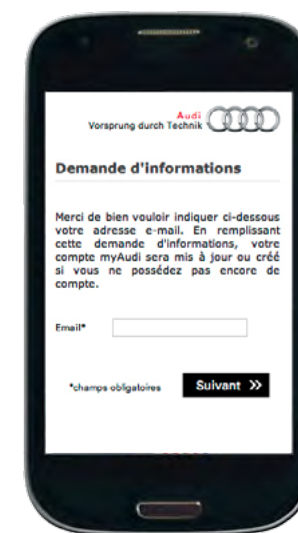 Audi
Vorsprung durch Technik
Demande d'informations
Merci de bien vouloir indiquer ci-dessous
votre adresse e-mail. En remplissant
cette demande d'informations, votre
compte myAudi sera mis à jour ou créé
si vous ne possédez pas encore de
compte.
Email*
*champs obligatoires
Suivant >>